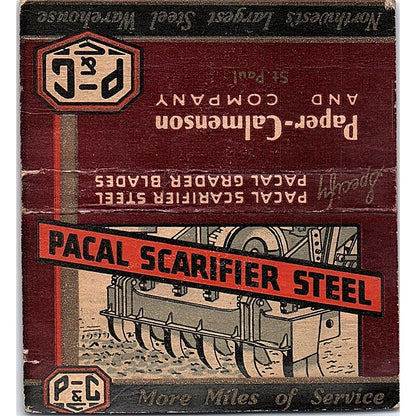 Northwests Largest Steel Warehouse
P&C
St. Paul
Paper-Calmenson
AND COMPANY
Specify
PACAL SCARIFIER STEEL
PACAL GRADER BLADES
PACAL SCARIFIER STEEL
P&C
More Miles of Service